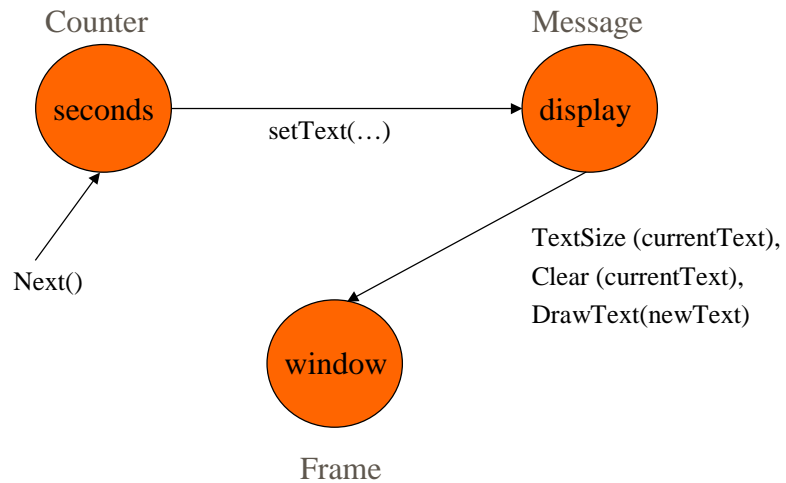 Counter
Message
seconds
display
setText(…)
TextSize (currentText),
Clear (currentText),
DrawText(newText)
Next()
window
Frame